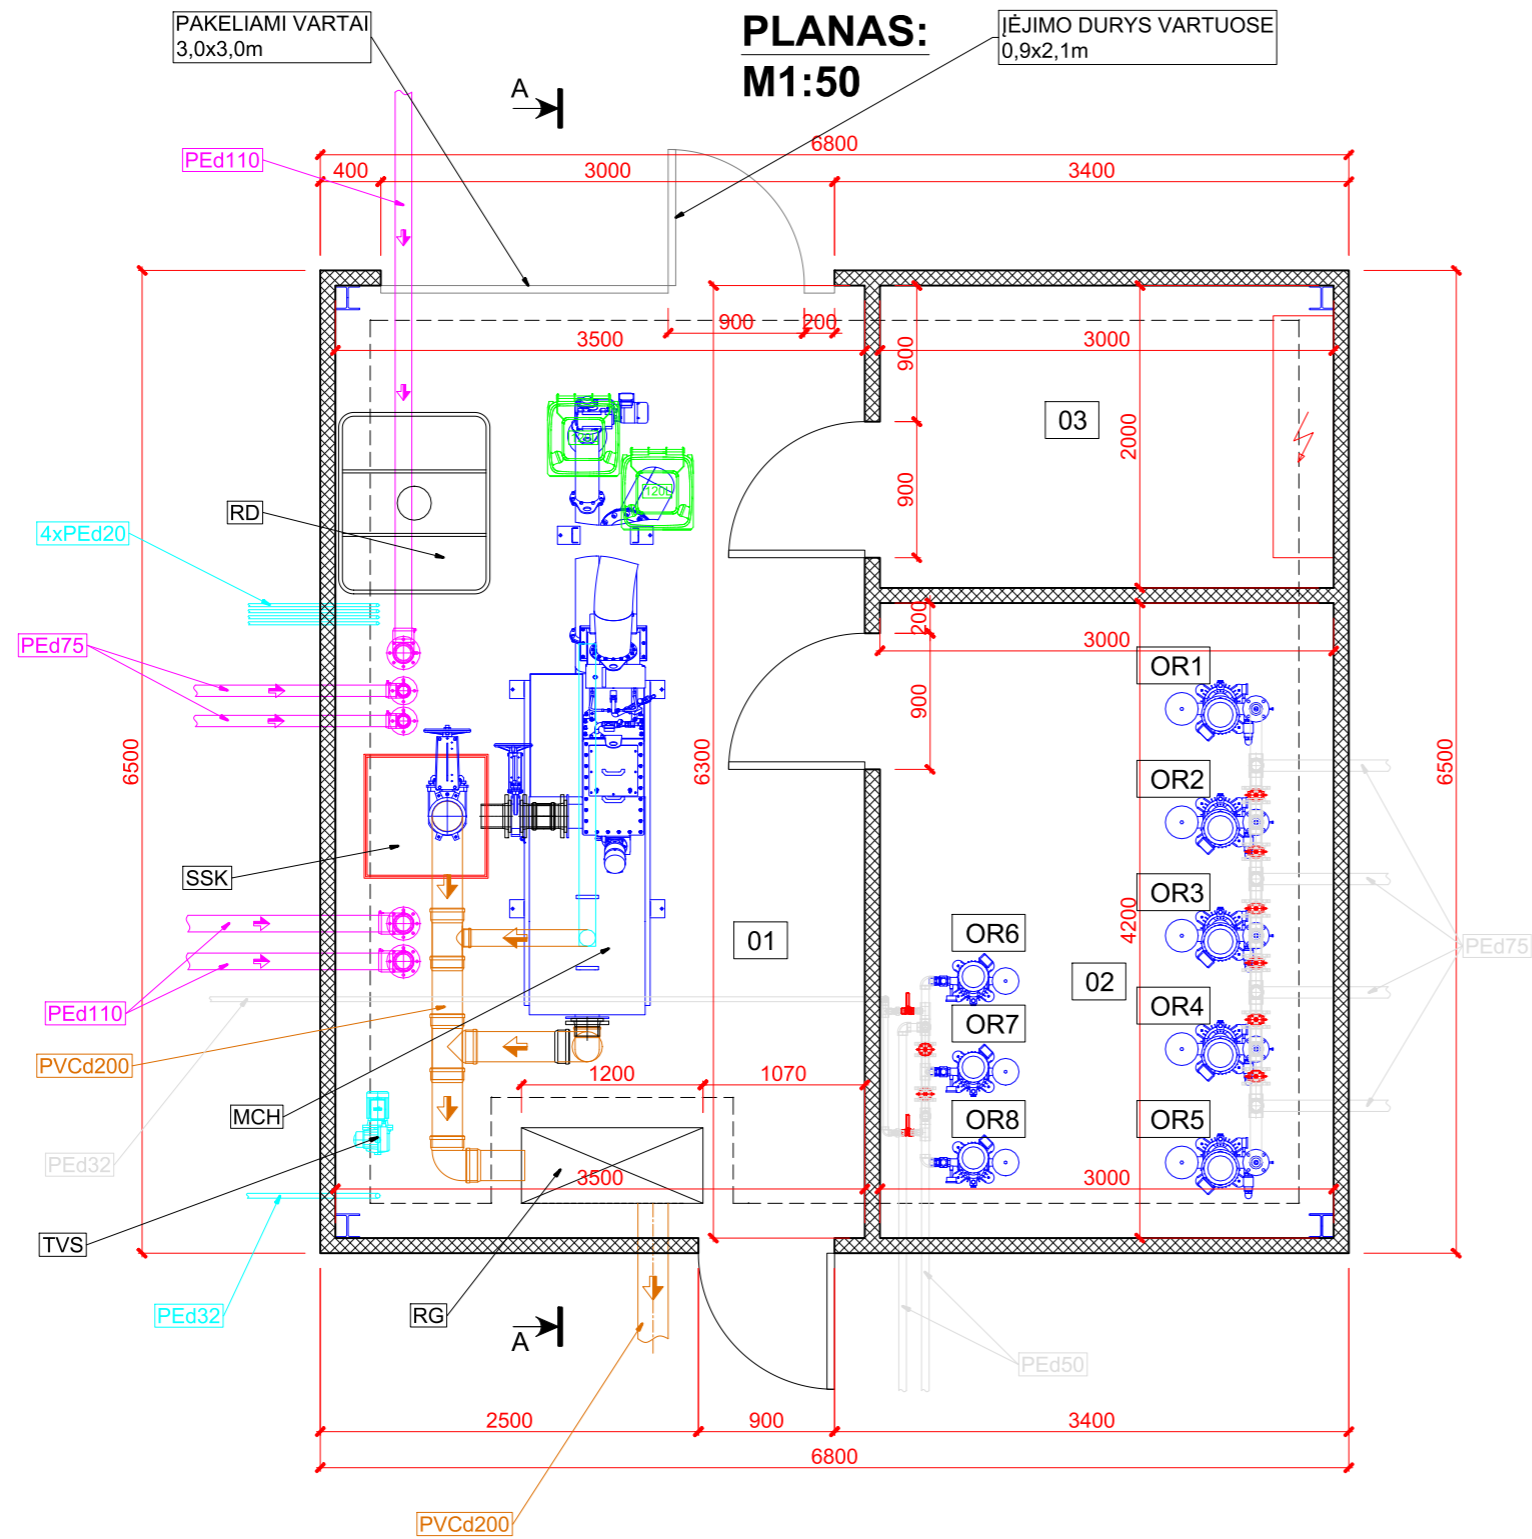 PLANAS:
M1:50
PAKELIAMI VARTAI
3,0x3,0m
ĮĖJIMO DURYS VARTUOSE
0,9x2,1m
A
6800
400
3000
3400
PEd110
900
200
3500
3000
900
03
2000
900
120L
RD
4xPEd20
PEd75
200
3000
900
OR1
OR2
OR3
OR4
OR5
6500
6300
4200
6500
SSK
01
02
OR6
OR7
OR8
PEd75
PEd110
PVCd200
MCH
PEd32
1200
1070
3500
3000
TVS
PEd32
RG
A
PEd50
2500
900
3400
6800
PVCd200